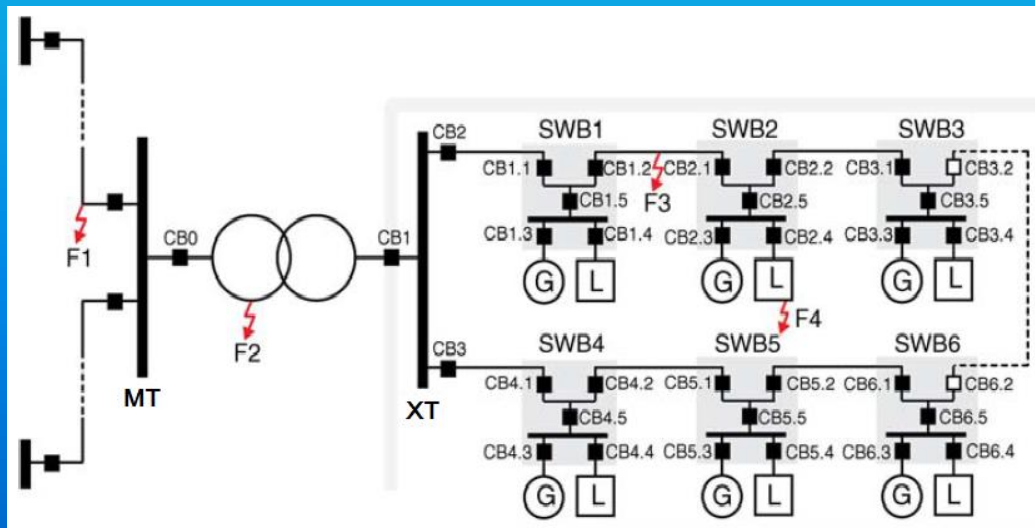 CB2
SWB1
SWB2
SWB3
CB1.1
CB1.2
CB2.1
CB2.2
CB3.1
CB3.2
F3
CB1.5
CB2.5
CB3.5
F1
CB0
CB1
CB1.3
CB1.4
CB2.3
CB2.4
CB3.3
CB3.4
G
L
G
L
G
L
F4
F2
CB3
SWB4
SWB5
SWB6
MT
XT
CB4.1
CB4.2
CB5.1
CB5.2
CB6.1
CB6.2
CB4.5
CB5.5
CB6.5
CB4.3
CB4.4
CB5.3
CB5.4
CB6.3
CB6.4
G
L
G
L
G
L